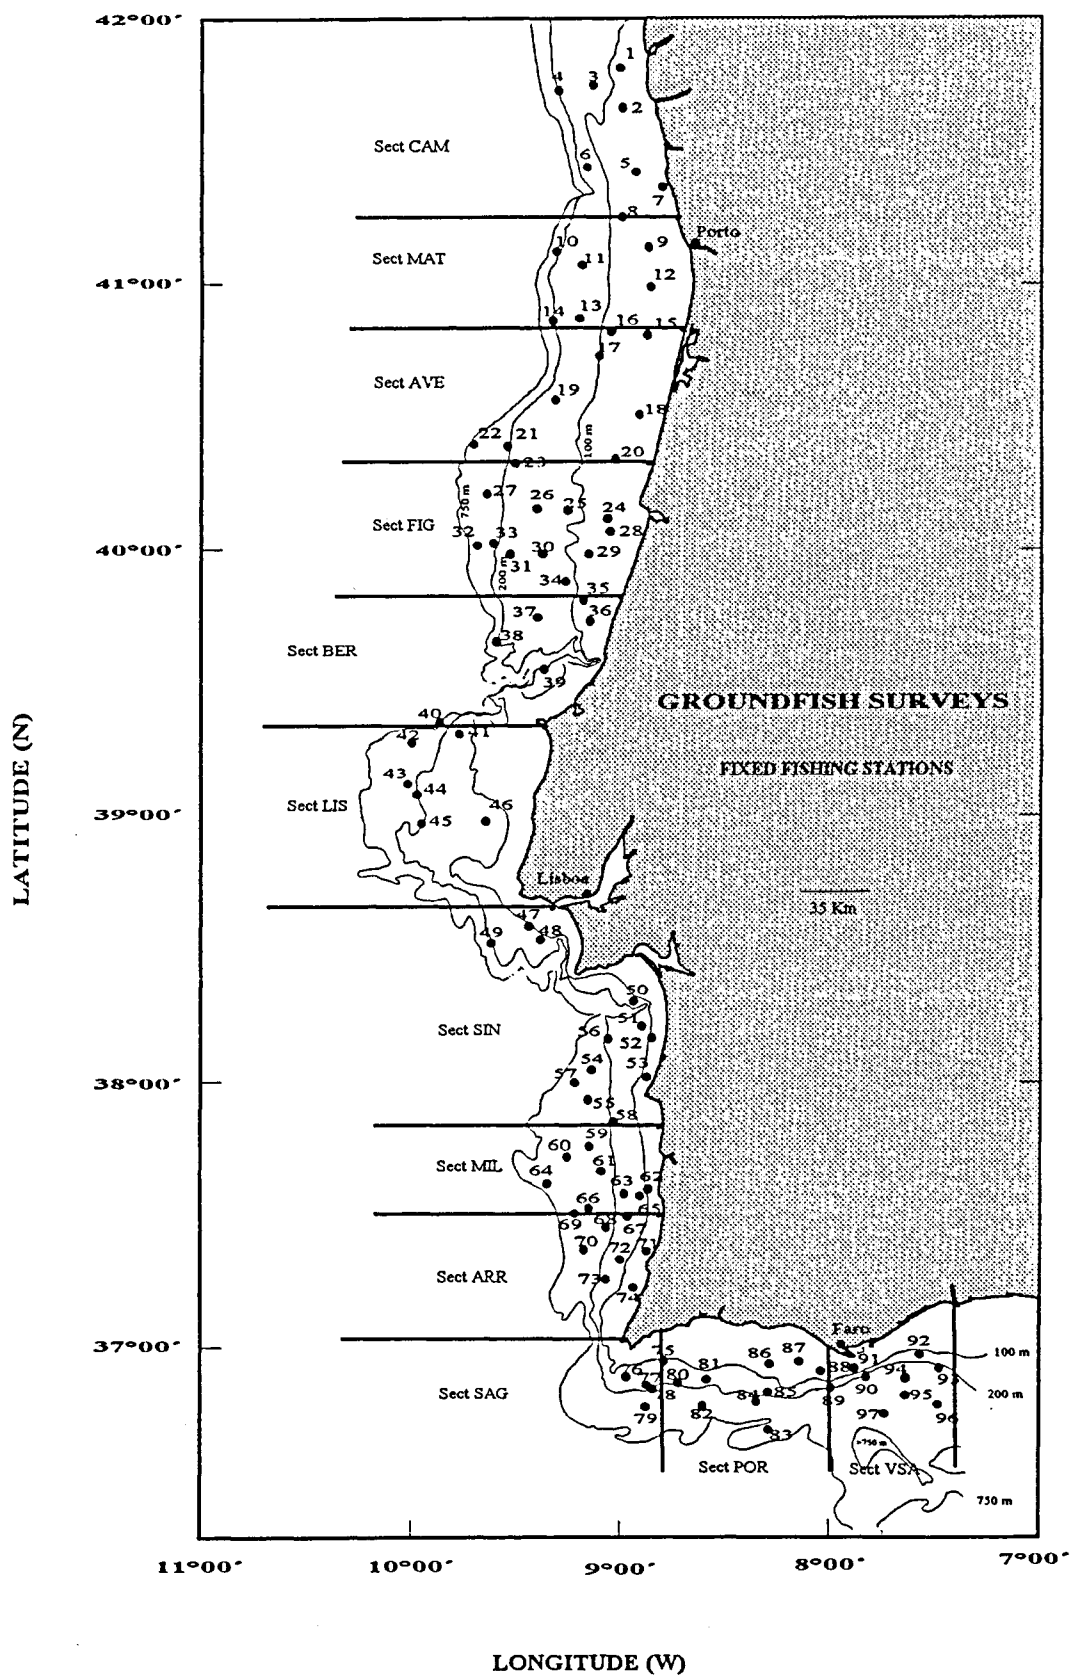 42°00'
1
4 3
2
Sect CAM
6 5
7
8
Porto
10 9
Sect MAT
11
12
41°00'
14 13
16 15
17
Sect AVE
19
18
22 21
100 m
20
23
27 26 25 24
750 m
Sect FIG
28
32 33
40°00'
31 30 29
200 m
34
35
37 36
38
Sect BER
39
GROUNDFISH SURVEYS
40
42 41
FIXED FISHING STATIONS
43
44
Sect LIS
46
39°00'
45
LATITUDE (N)
Lisboa
35 Km
47
49 48
50
51
Sect SIN
56 52
54
53
57
38°00'
55
58
59
60
61
Sect MIL
64
63 62
66
65
69 68 67
70
72 71
Sect ARR
73
74
37°00'
Faro
75 86 87 92
100 m
76 81 88 91
77 80 94 93
Sect SAG
78 84 85 89 90 95
200 m
79 82 97 96
83
>750 m
Sect POR
Sect VSA
750 m
11°00' 10°00' 9°00' 8°00' 7°00'
LONGITUDE (W)